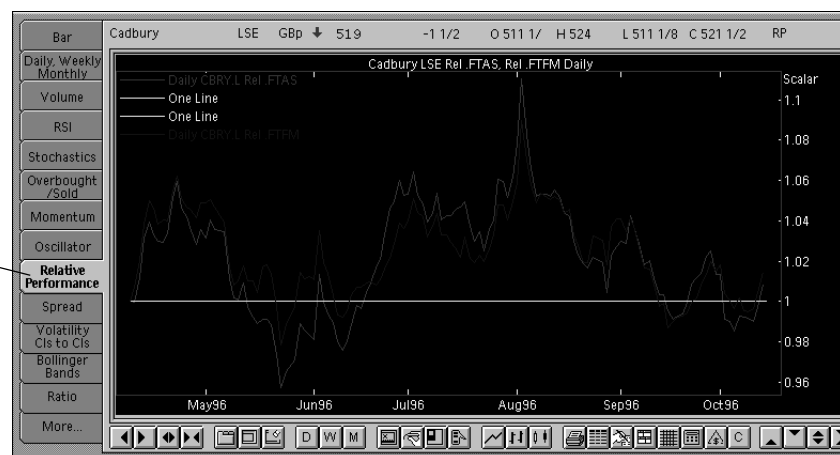 Cadbury LSE GBp 519 -1 1/2 O 511 1/ H 524 L 511 1/8 C 521 1/2 RP
Bar
Daily, Weekly
Monthly
Volume
RSI
Stochastics
Overbought
/Sold
Momentum
Oscillator
Relative
Performance
Spread
Volatility
Cls to Cls
Bollinger
Bands
Ratio
More...
Cadbury LSE Rel .FTAS, Rel .FTFM Daily
Daily CBRY.L Rel .FTAS
One Line
One Line
Daily CBRY.L Rel .FTFM
Scalar
1.1
1.08
1.06
1.04
1.02
1
0.98
0.96
May96 Jun96 Jul96 Aug96 Sep96 Oct96
D W M C